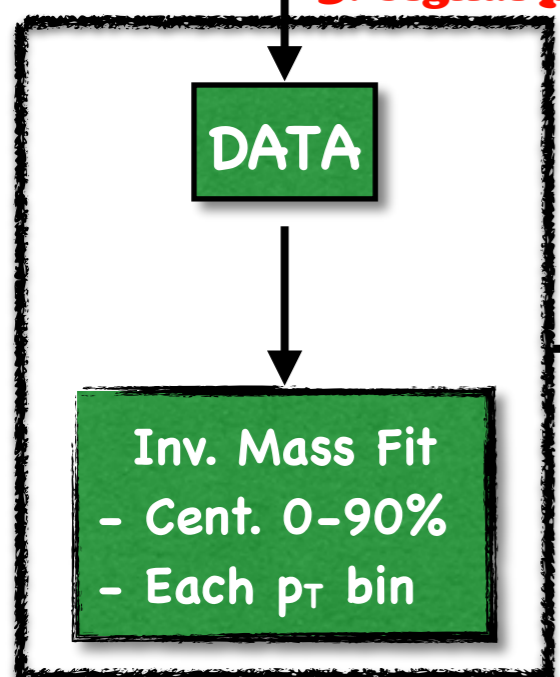 DATA
Inv. Mass Fit
- Cent. 0-90%
- Each pT bin